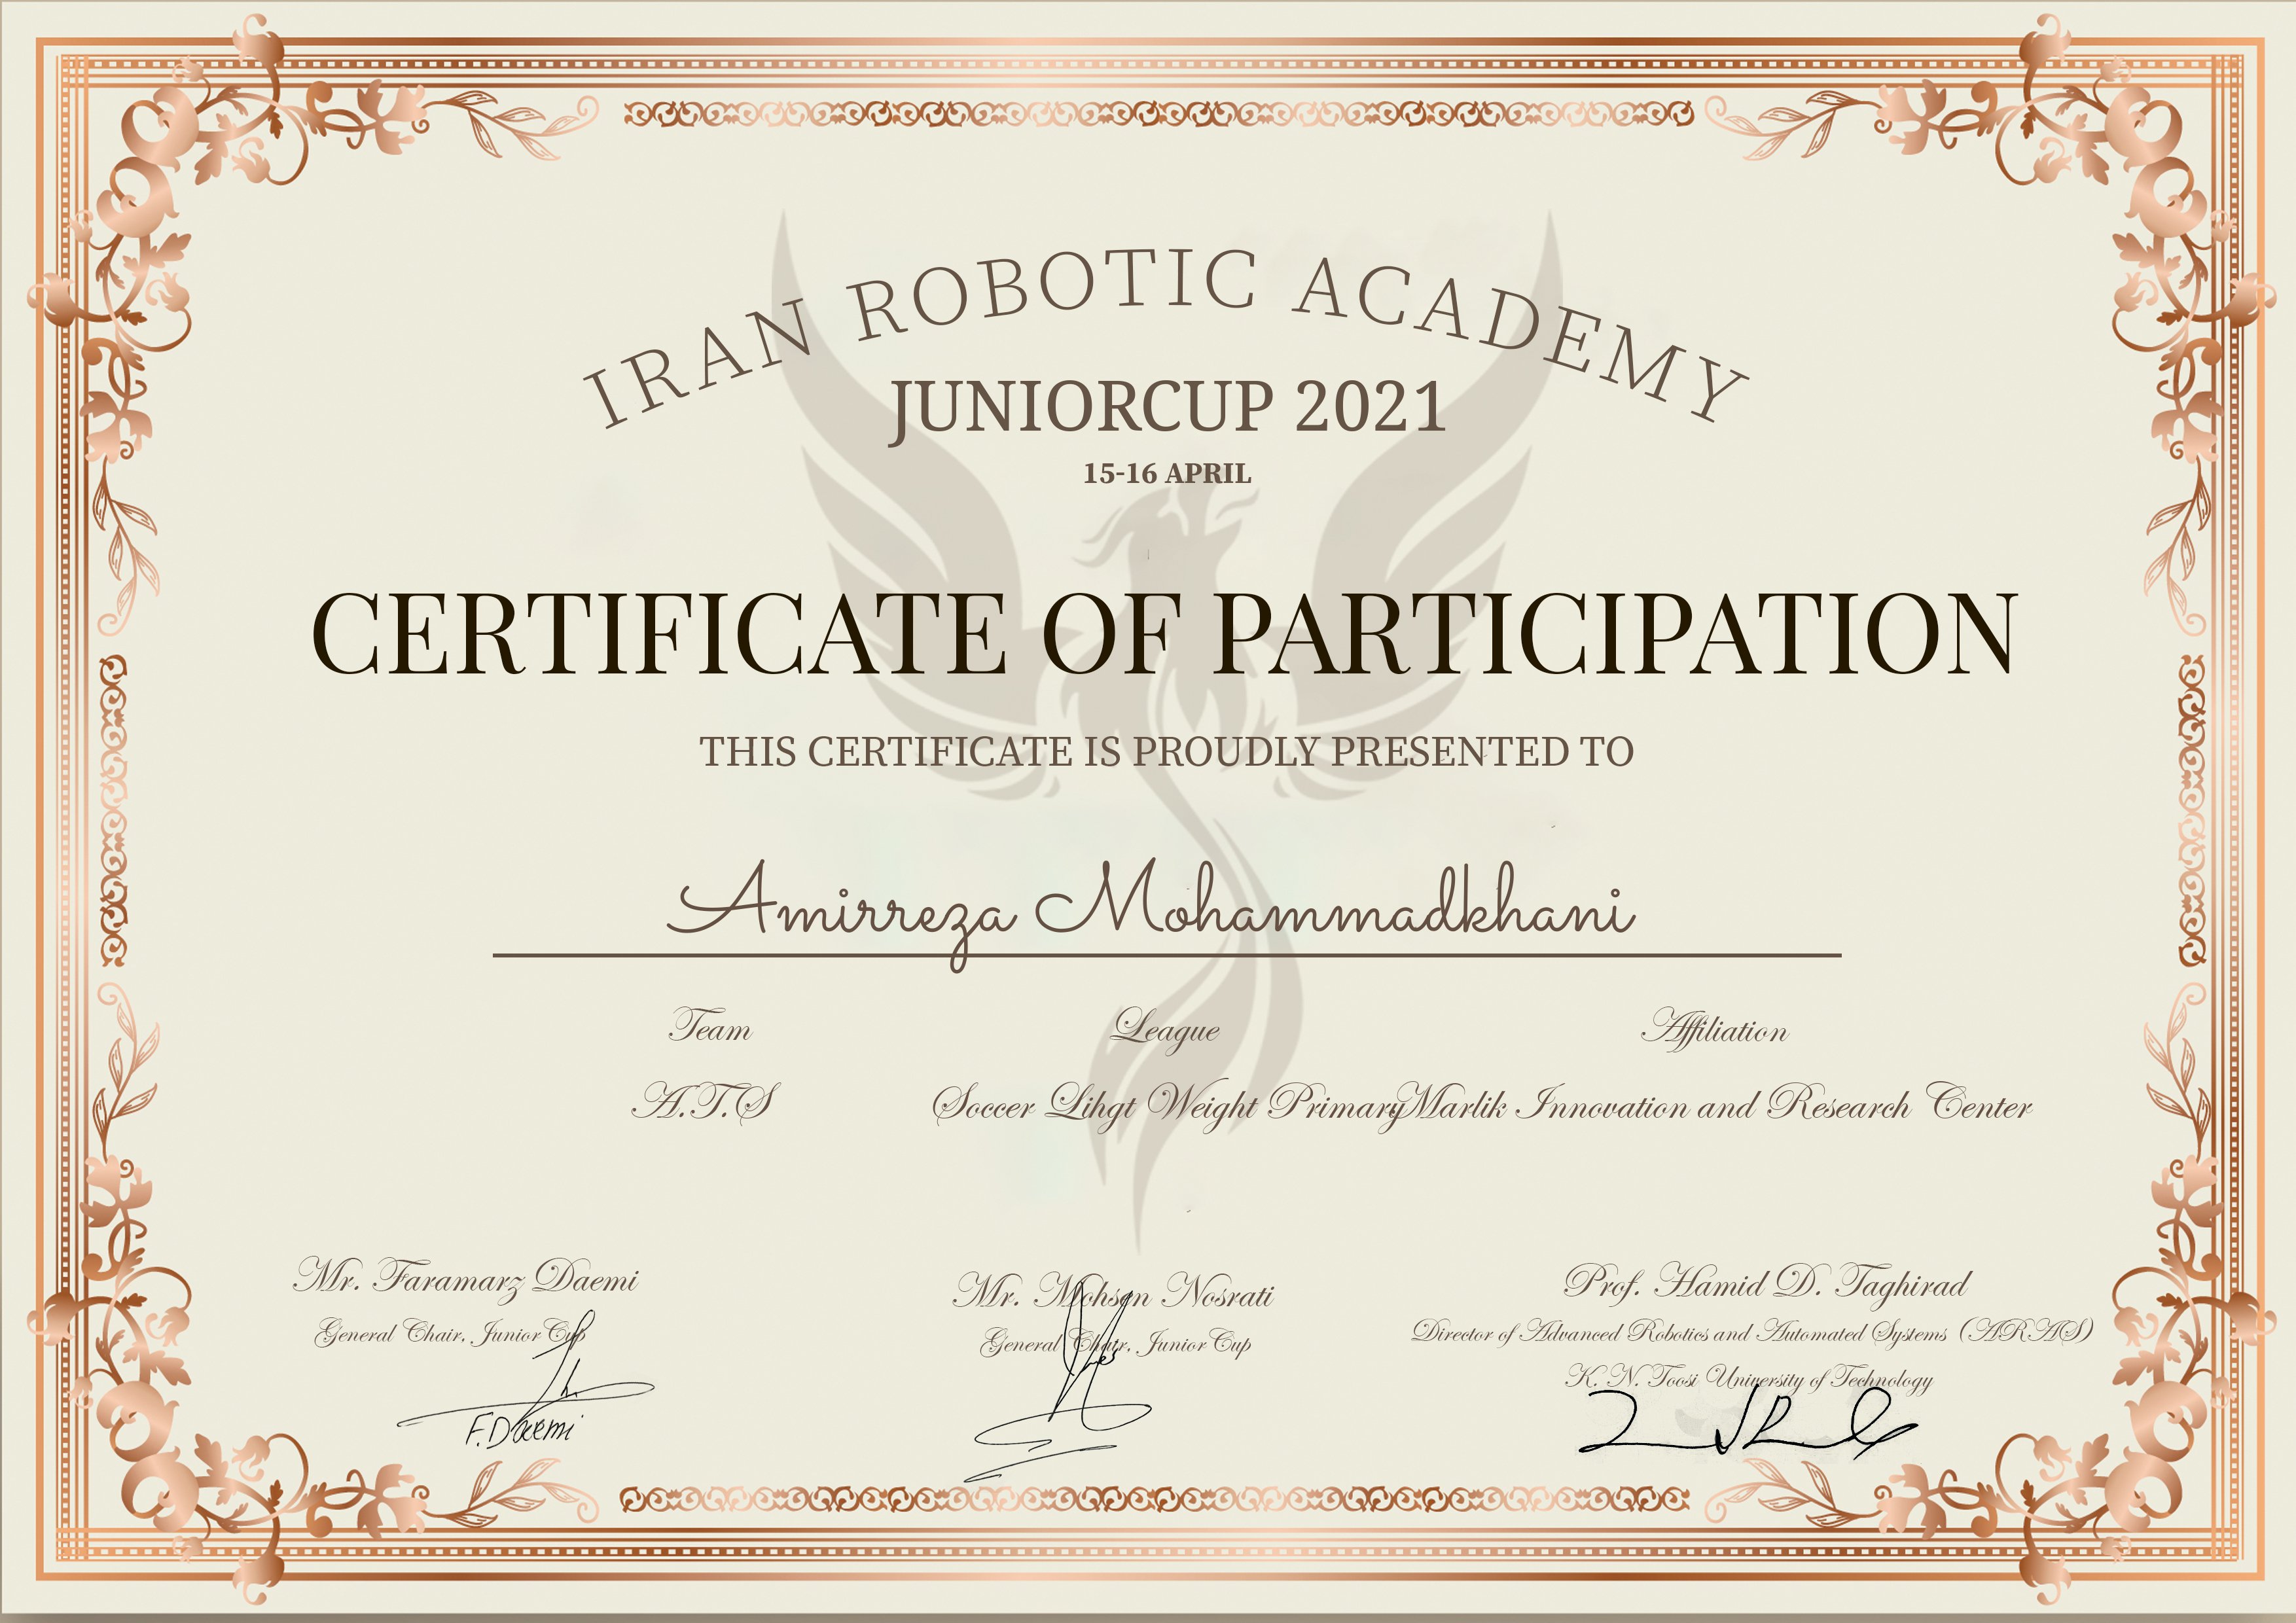 IRAN ROBOTIC ACADEMY
JUNIORCUP 2021
15-16 APRIL
CERTIFICATE OF PARTICIPATION
THIS CERTIFICATE IS PROUDLY PRESENTED TO
Amirreza Mohammadkhani
Team League Affiliation
A.T.S Soccer Lihgt Weight Primary Marlik Innovation and Research Center
Mr. Faramarz Daemi
General Chair, Junior Cup
F.Daemi
Mr. Mohsen Nosrati
General Chair, Junior Cup
Prof. Hamid D. Taghirad
Director of Advanced Robotics and Automated Systems (ARAS)
K. N. Toosi University of Technology